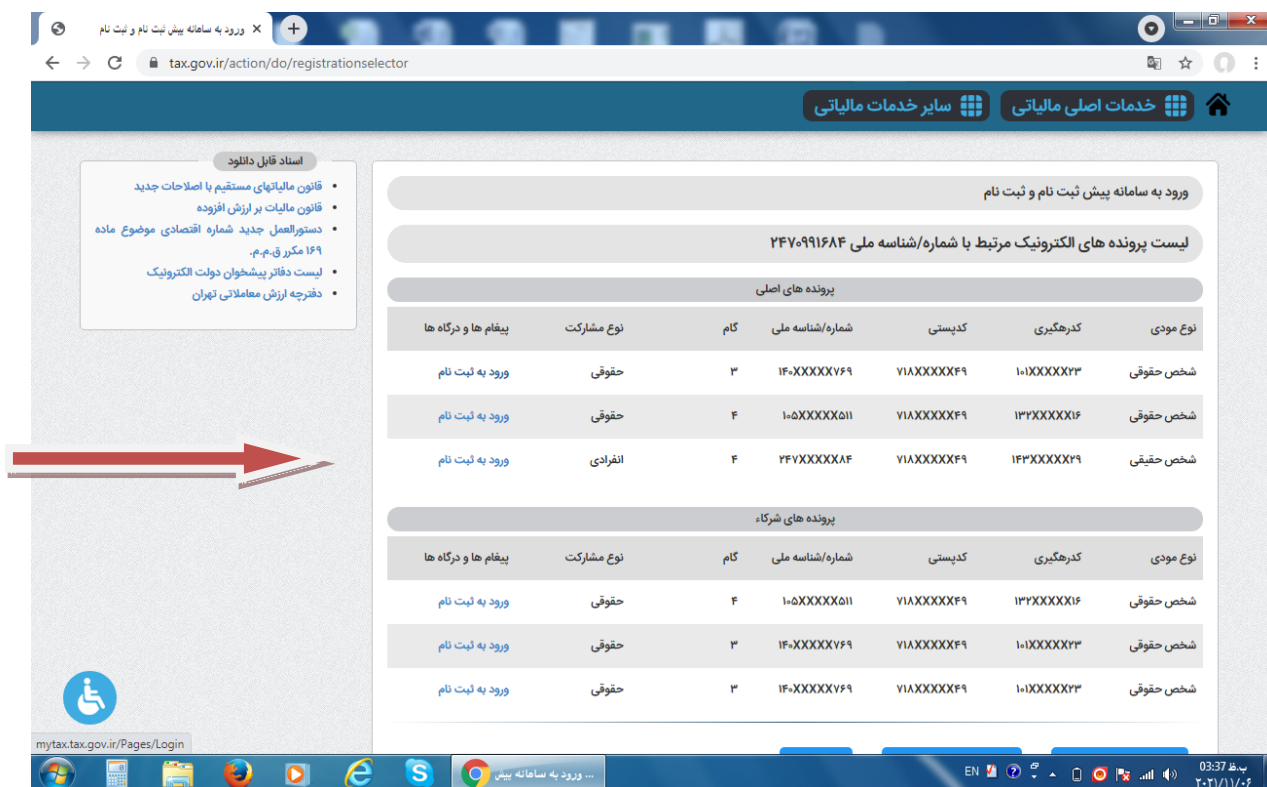 ورود به سامانه پیش ثبت نام و ثبت نام
tax.gov.ir/action/do/registrationselector
خدمات اصلی مالیاتی
سایر خدمات مالیاتی
ورود به سامانه پیش ثبت نام و ثبت نام
لیست پرونده های الکترونیک مرتبط با شماره/شناسه ملی ۲۴۷۰۹۹۱۶۸۴
پرونده های اصلی
نوع مودی کدرهگیری کدپستی شماره/شناسه ملی گام نوع مشارکت پیغام ها و درگاه ها
شخص حقوقی ۱۰۱XXXXX۲۳ ۷۱۸XXXXX۴۹ ۱۴۰XXXXX۷۶۹ ۳ حقوقی ورود به ثبت نام
شخص حقوقی ۱۳۲XXXXX۱۶ ۷۱۸XXXXX۴۹ ۱۰۵XXXXX۵۱۱ ۴ حقوقی ورود به ثبت نام
شخص حقیقی ۱۴۳XXXXX۲۹ ۷۱۸XXXXX۴۹ ۲۴۷XXXXX۸۴ ۴ انفرادی ورود به ثبت نام
پرونده های شرکاء
نوع مودی کدرهگیری کدپستی شماره/شناسه ملی گام نوع مشارکت پیغام ها و درگاه ها
شخص حقوقی ۱۳۲XXXXX۱۶ ۷۱۸XXXXX۴۹ ۱۰۵XXXXX۵۱۱ ۴ حقوقی ورود به ثبت نام
شخص حقوقی ۱۰۱XXXXX۲۳ ۷۱۸XXXXX۴۹ ۱۴۰XXXXX۷۶۹ ۳ حقوقی ورود به ثبت نام
شخص حقوقی ۱۰۱XXXXX۲۳ ۷۱۸XXXXX۴۹ ۱۴۰XXXXX۷۶۹ ۳ حقوقی ورود به ثبت نام
اسناد قابل دانلود
• قانون مالیاتهای مستقیم با اصلاحات جدید
• قانون مالیات بر ارزش افزوده
• دستورالعمل جدید شماره اقتصادی موضوع ماده
۱۶۹ مکرر ق.م.م.
• لیست دفاتر پیشخوان دولت الکترونیک
• دفترچه ارزش معاملاتی تهران
mytax.tax.gov.ir/Pages/Login
ورود به سامانه پیش ...
EN
03:37 ب.ظ
۲۰۲۱/۱۱/۰۶